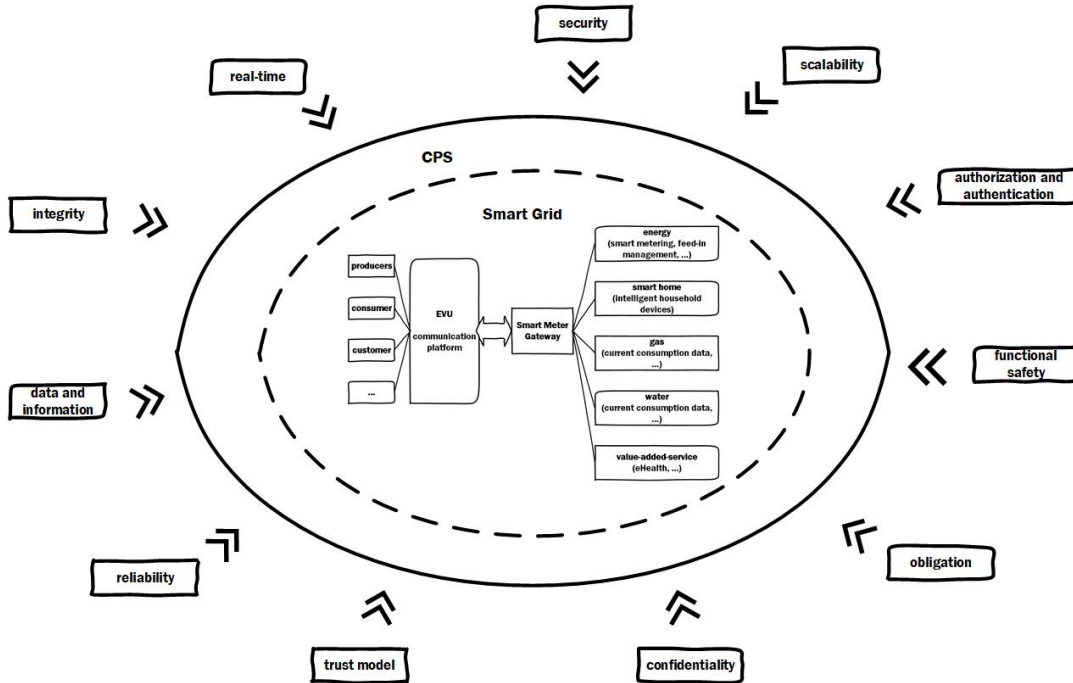 security
scalability
real-time
CPS
authorization and
authentication
integrity
Smart Grid
energy
(smart metering, feed-in
management, ...)
producers
smart home
(intelligent household
devices)
consumer
EVU
communication
platform
Smart Meter
Gateway
customer
gas
(current consumption data,
...)
functional
safety
...
water
(current consumption data,
...)
data and
information
value-added-service
(eHealth, ...)
obligation
reliability
trust model
confidentiality